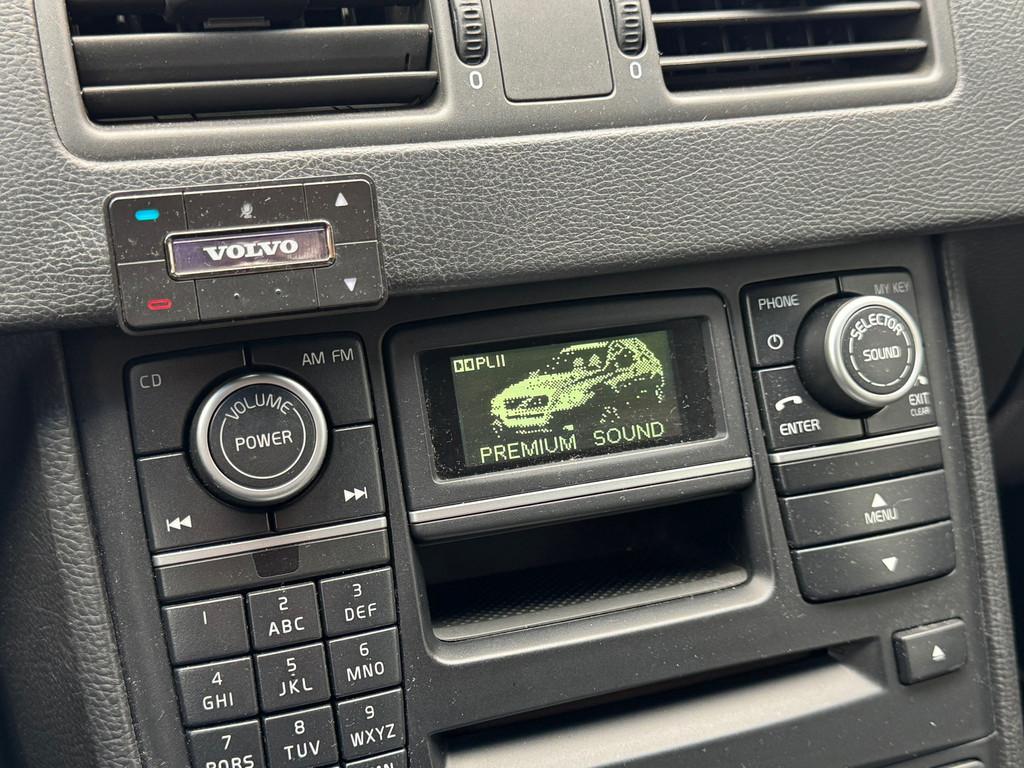 0
0
VOLVO
CD
AM FM
VOLUME
POWER
PLII
PREMIUM SOUND
PHONE
MY KEY
SELECTOR
SOUND
ENTER
EXIT
CLEAR
MENU
1
2
ABC
3
DEF
4
GHI
5
JKL
6
MNO
7
PQRS
8
TUV
9
WXYZ